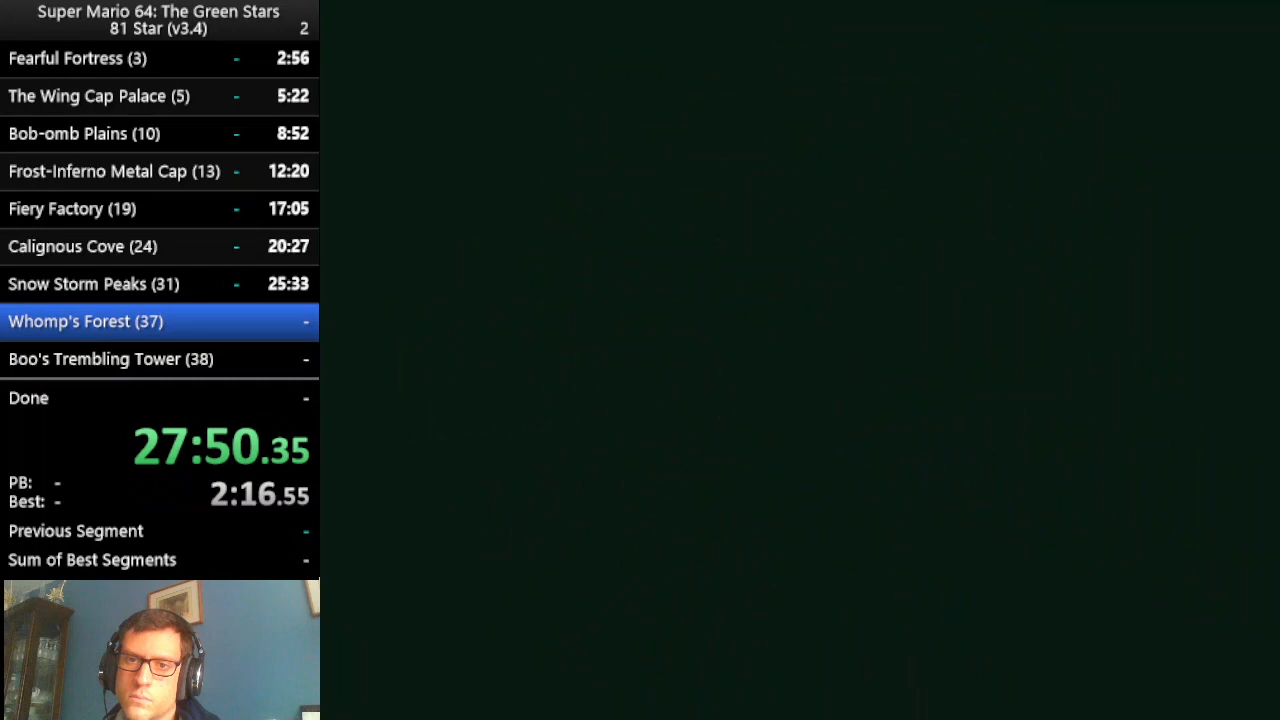 Super Mario 64: The Green Stars
81 Star (v3.4) 2
Fearful Fortress (3) - 2:56
The Wing Cap Palace (5) - 5:22
Bob-omb Plains (10) - 8:52
Frost-Inferno Metal Cap (13) - 12:20
Fiery Factory (19) - 17:05
Calignous Cove (24) - 20:27
Snow Storm Peaks (31) - 25:33
Whomp's Forest (37) -
Boo's Trembling Tower (38) -
Done -
27:50.35
PB: -
Best: - 2:16.55
Previous Segment -
Sum of Best Segments -